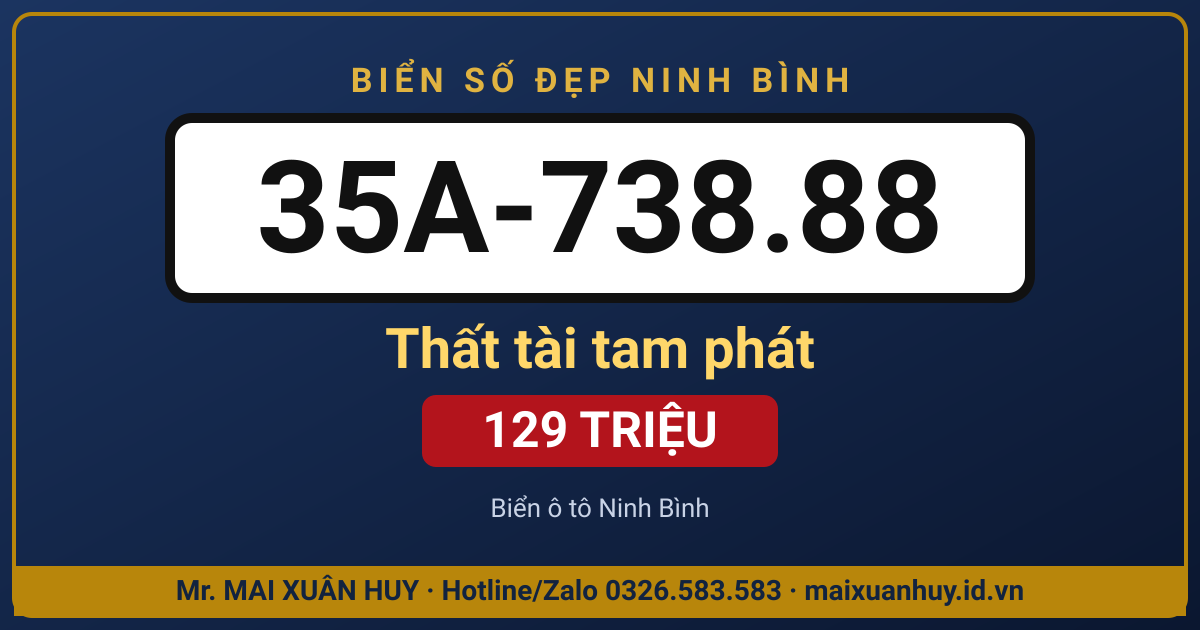 BIỂN SỐ ĐẸP NINH BÌNH
35A-738.88
Thất tài tam phát
129 TRIỆU
Biển ô tô Ninh Bình
Mr. MAI XUÂN HUY · Hotline/Zalo 0326.583.583 · maixuanhuy.id.vn